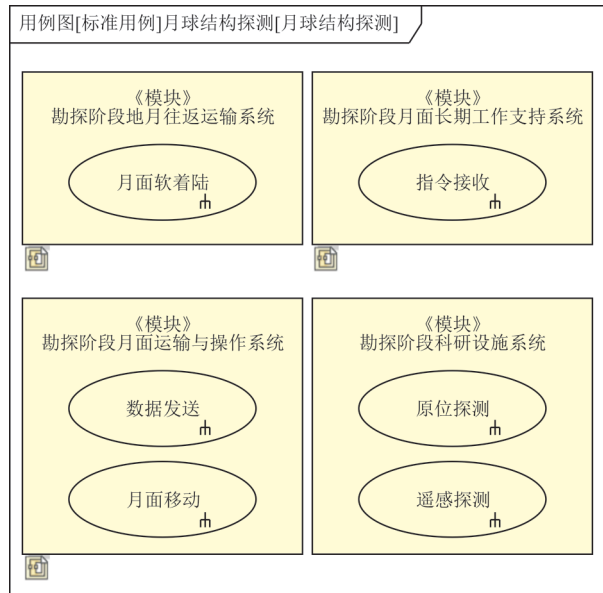 用例图[标准用例]月球结构探测[月球结构探测]
《模块》
勘探阶段地月往返运输系统
月面软着陆
《模块》
勘探阶段月面长期工作支持系统
指令接收
《模块》
勘探阶段月面运输与操作系统
数据发送
月面移动
《模块》
勘探阶段科研设施系统
原位探测
遥感探测